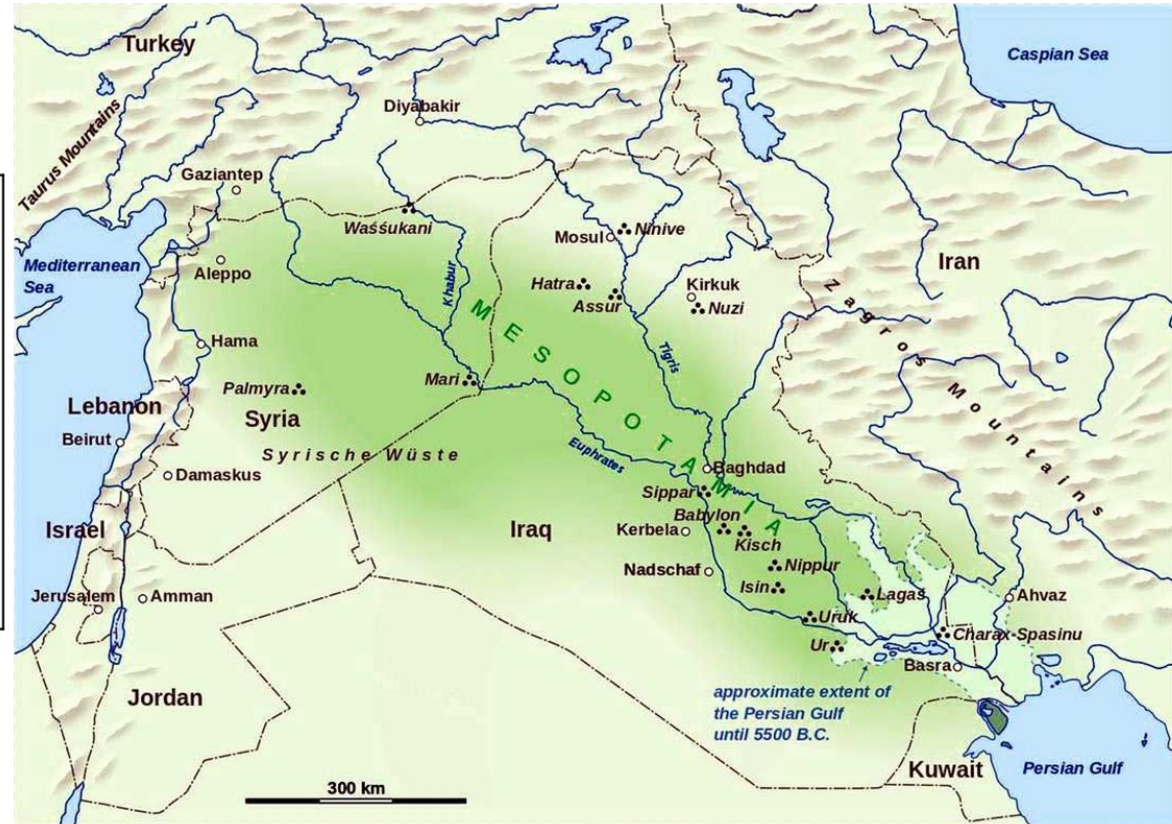 Turkey
Caspian Sea
Taurus Mountains
Diyabakir
Gaziantep
Waššukani
Mosul
Ninive
Mediterranean
Sea
Aleppo
Khabur
Hatra
Assur
Kirkuk
Nuzi
Iran
Zagros Mountains
MESOPOTAMIA
Tigris
Hama
Mari
Palmyra
Lebanon
Syria
Beirut
Syrische Wüste
Euphrates
Baghdad
Damaskus
Sippar
Babylon
Israel
Iraq
Kerbela
Kisch
Nippur
Nadschaf
Isin
Lagaš
Jerusalem
Amman
Ahvaz
Uruk
Charax-Spasinu
Ur
Basra
Jordan
approximate extent of
the Persian Gulf
until 5500 B.C.
Kuwait
Persian Gulf
300 km